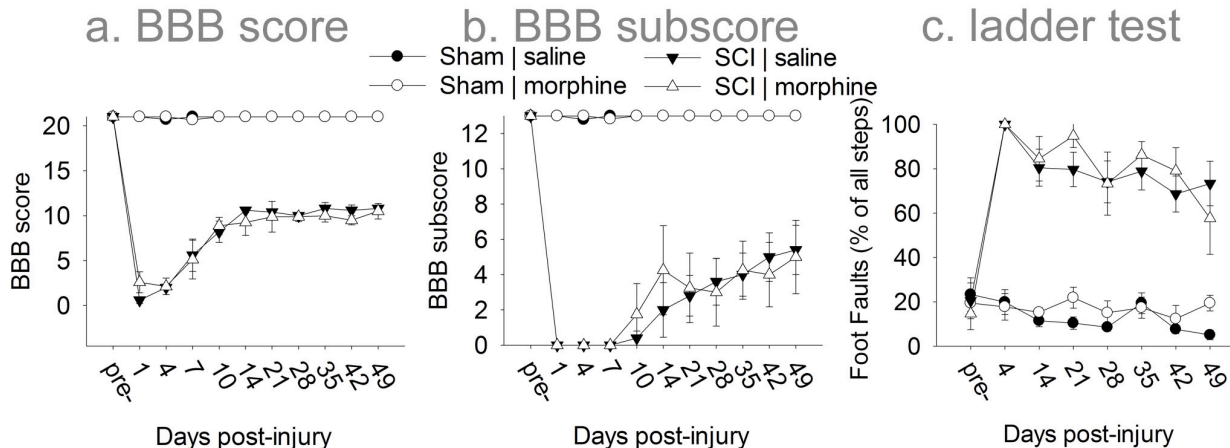 a. BBB score
b. BBB subscore
c. ladder test
Sham | saline
SCI | saline
Sham | morphine
SCI | morphine
BBB score
20
15
10
5
0
pre-
1
4
7
10
14
21
28
35
42
49
Days post-injury
BBB subscore
12
10
8
6
4
2
0
pre-
1
4
7
10
14
21
28
35
42
49
Days post-injury
Foot Faults (% of all steps)
100
80
60
40
20
0
pre-
4
14
21
28
35
42
49
Days post-injury